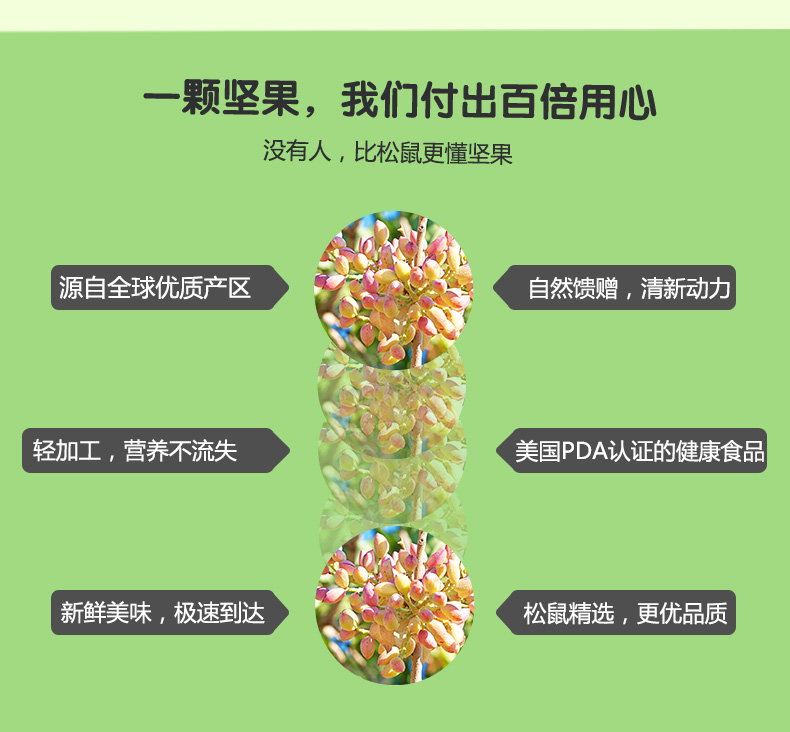 一颗坚果，我们付出百倍用心
没有人，比松鼠更懂坚果
源自全球优质产区
自然馈赠，清新动力
轻加工，营养不流失
美国PDA认证的健康食品
新鲜美味，极速到达
松鼠精选，更优品质